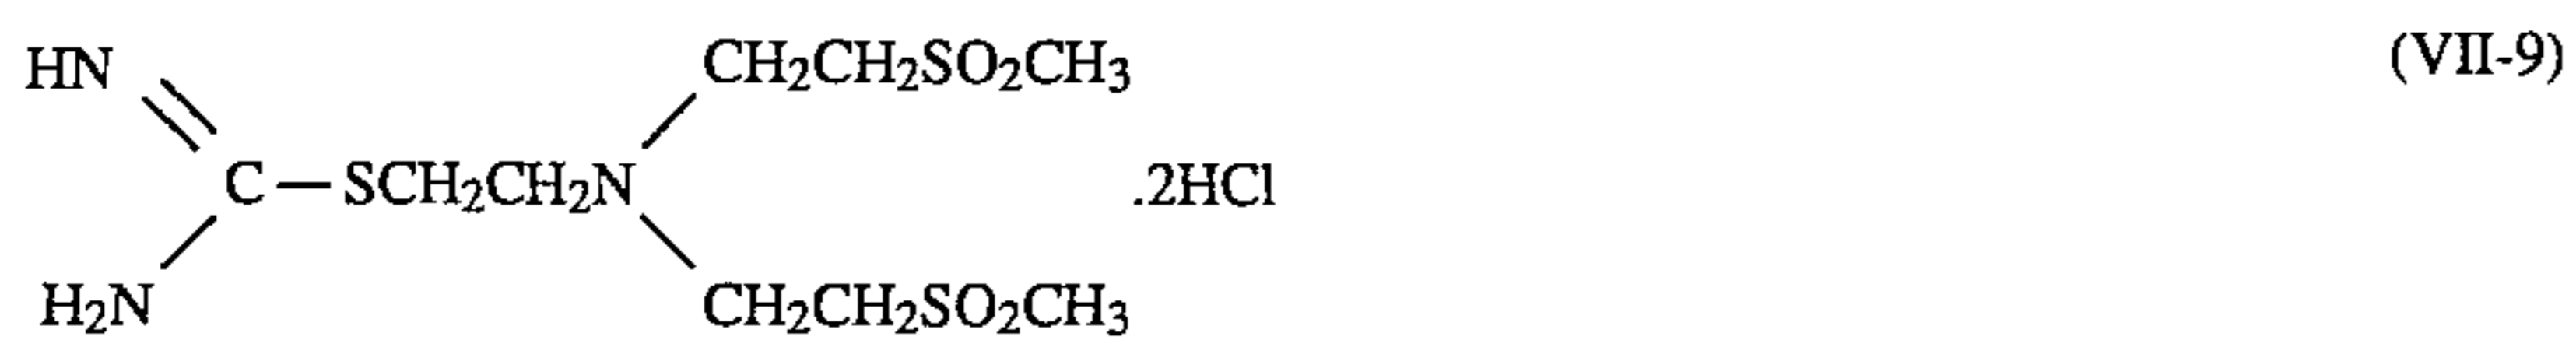 HN CH₂CH₂SO₂CH₃ (VII-9)
C—SCH₂CH₂N .2HCl
H₂N CH₂CH₂SO₂CH₃